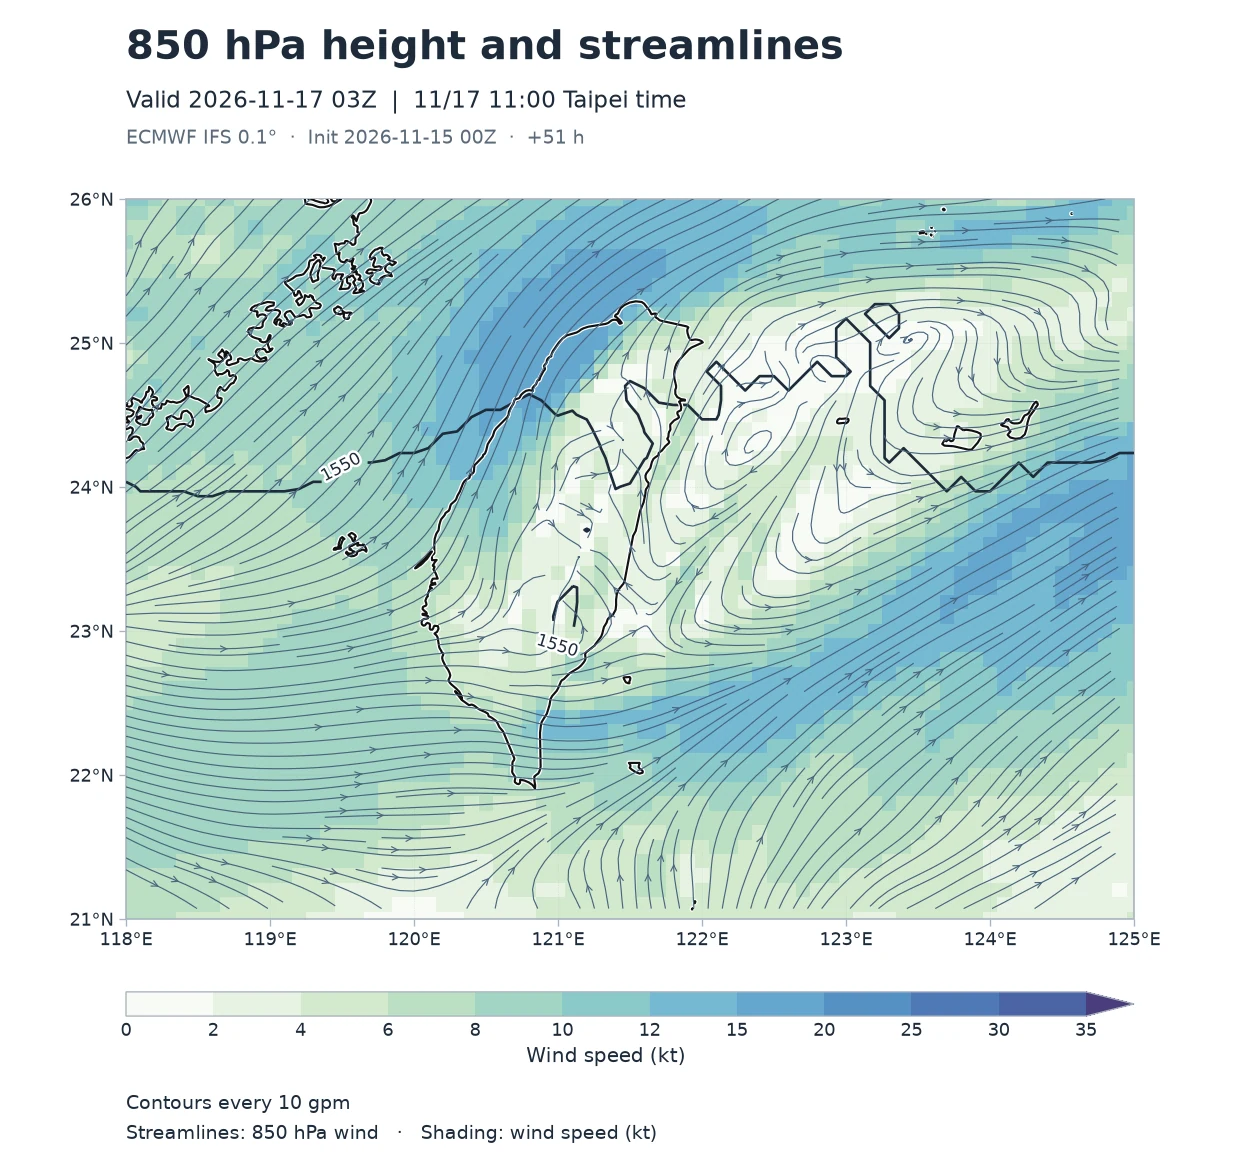 850 hPa height and streamlines
Valid 2026-11-17 03Z | 11/17 11:00 Taipei time
ECMWF IFS 0.1° · Init 2026-11-15 00Z · +51 h
26°N
25°N
24°N
23°N
22°N
21°N
1550
1550
118°E 119°E 120°E 121°E 122°E 123°E 124°E 125°E
0 2 4 6 8 10 12 15 20 25 30 35
Wind speed (kt)
Contours every 10 gpm
Streamlines: 850 hPa wind · Shading: wind speed (kt)